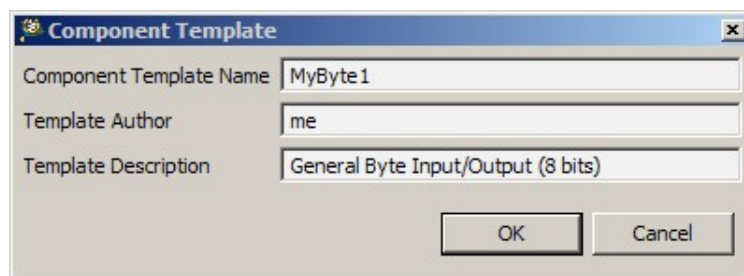 Component Template
Component Template Name MyByte1
Template Author me
Template Description General Byte Input/Output (8 bits)
OK Cancel